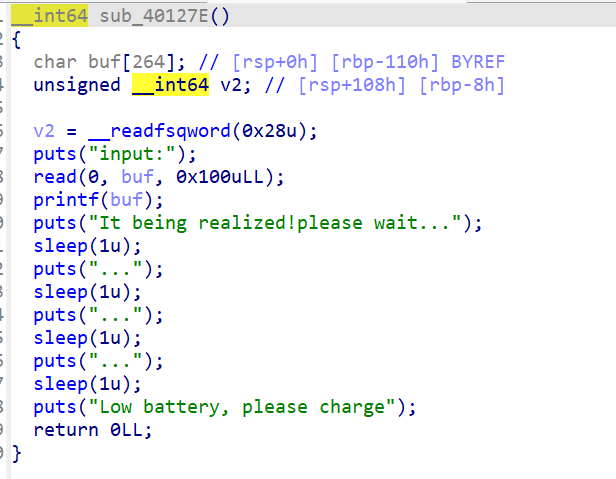 __int64 sub_40127E()
{
  char buf[264]; // [rsp+0h] [rbp-110h] BYREF
  unsigned __int64 v2; // [rsp+108h] [rbp-8h]

  v2 = __readfsqword(0x28u);
  puts("input:");
  read(0, buf, 0x100uLL);
  printf(buf);
  puts("It being realized!please wait...");
  sleep(1u);
  puts("...");
  sleep(1u);
  puts("...");
  sleep(1u);
  puts("...");
  sleep(1u);
  puts("Low battery, please charge");
  return 0LL;
}